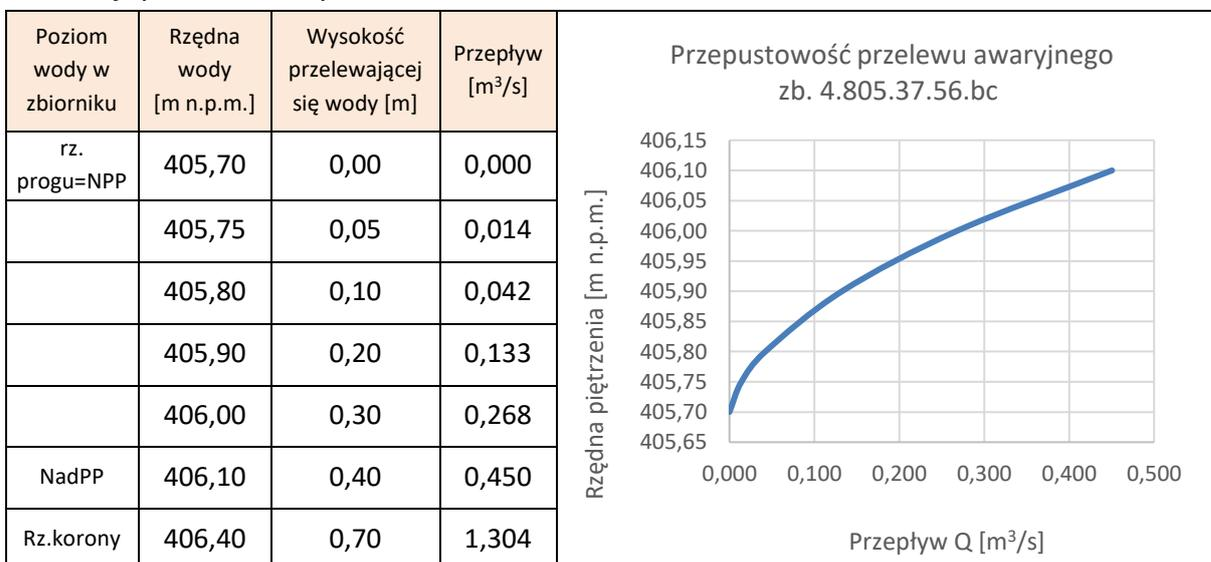 Poziom wody w zbiorniku Rzędna wody [m n.p.m.] Wysokość przelewającej się wody [m] Przepływ [m³/s]
rz. progu=NPP 405,70 0,00 0,000
405,75 0,05 0,014
405,80 0,10 0,042
405,90 0,20 0,133
406,00 0,30 0,268
NadPP 406,10 0,40 0,450
Rz.korony 406,40 0,70 1,304
Przepustowość przelewu awaryjnego
zb. 4.805.37.56.bc
Rzędna piętrzenia [m n.p.m.]
406,15
406,10
406,05
406,00
405,95
405,90
405,85
405,80
405,75
405,70
405,65
0,000 0,100 0,200 0,300 0,400 0,500
Przepływ Q [m³/s]